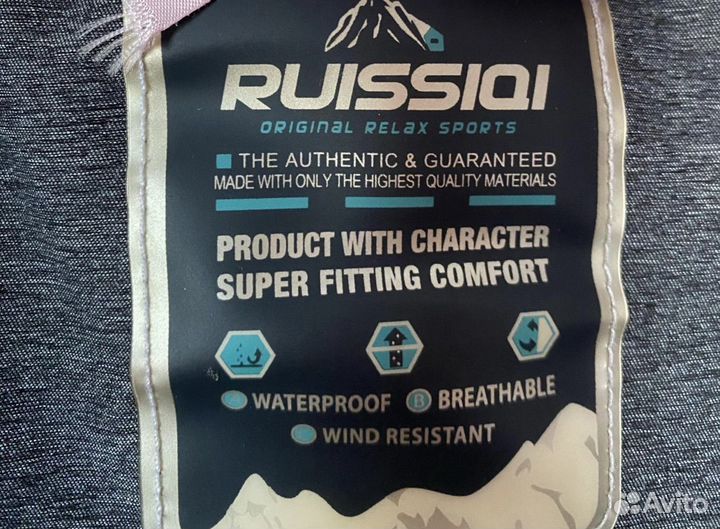 RUISSIQI
ORIGINAL RELAX SPORTS
THE AUTHENTIC & GUARANTEED
MADE WITH ONLY THE HIGHEST QUALITY MATERIALS
PRODUCT WITH CHARACTER
SUPER FITTING COMFORT
WATERPROOF B BREATHABLE
WIND RESISTANT
Avito